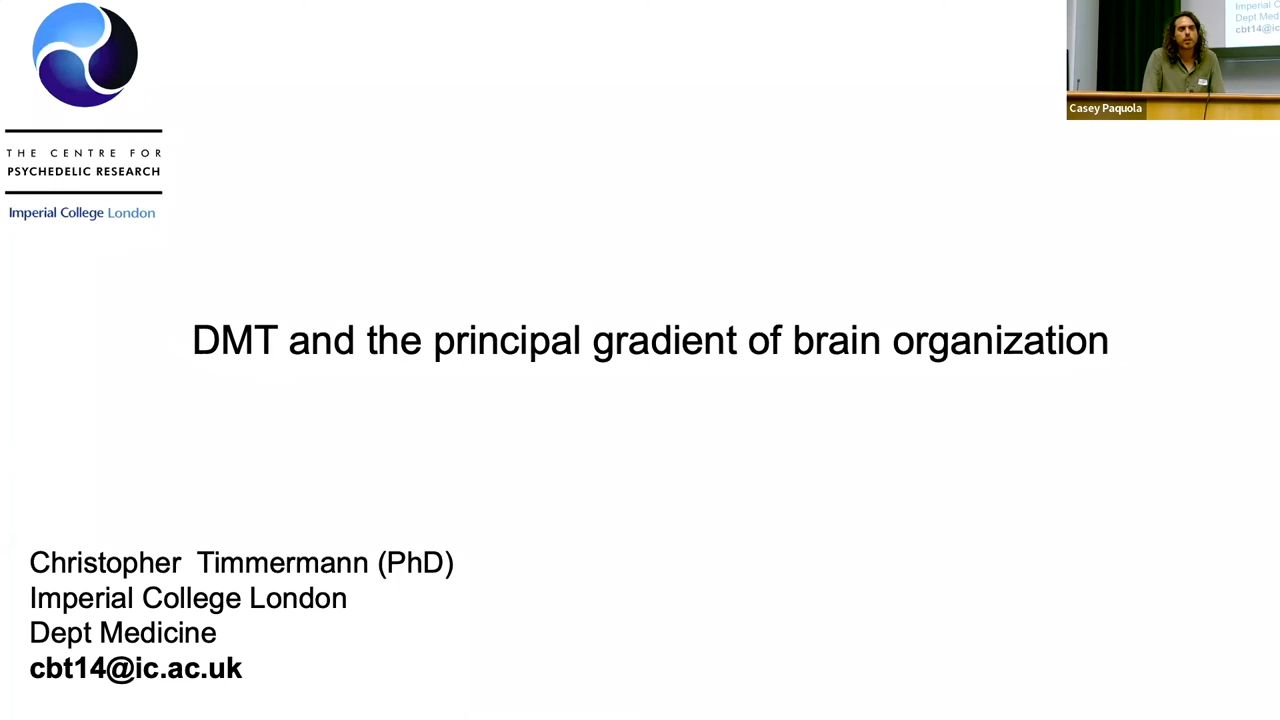 THE CENTRE FOR
PSYCHEDELIC RESEARCH
Imperial College London
Imperial C
Dept Med
cbt14@ic
Casey Paquola
DMT and the principal gradient of brain organization
Christopher Timmermann (PhD)
Imperial College London
Dept Medicine
cbt14@ic.ac.uk